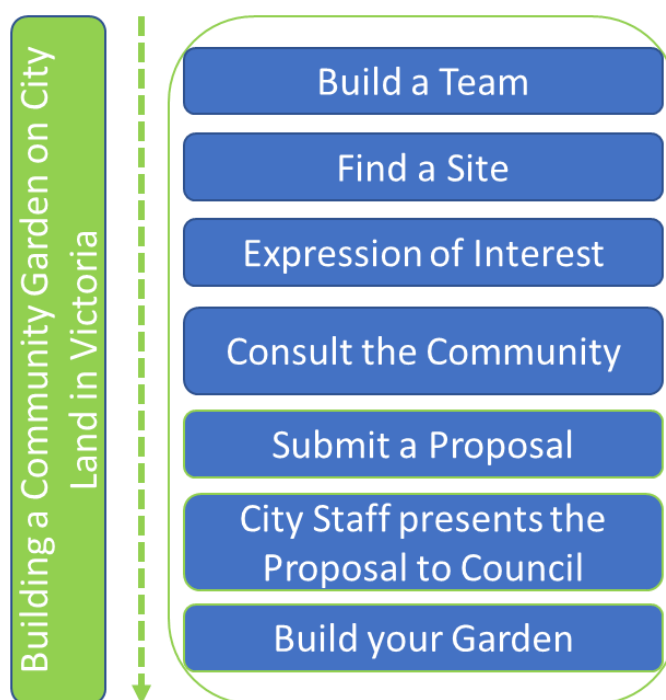 Building a Community Garden on City
Land in Victoria
Build a Team
Find a Site
Expression of Interest
Consult the Community
Submit a Proposal
City Staff presents the
Proposal to Council
Build your Garden